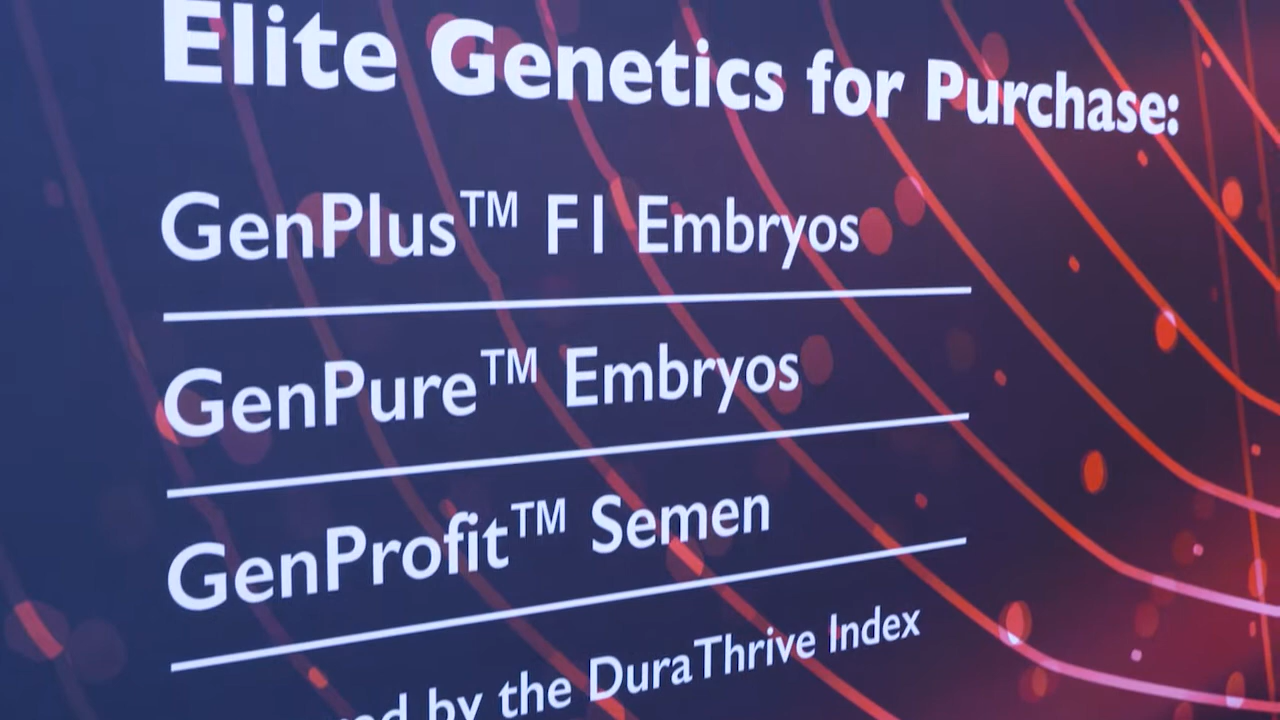 Elite Genetics for Purchase:
GenPlus™ F1 Embryos
GenPure™ Embryos
GenProfit™ Semen
by the DuraThrive Index